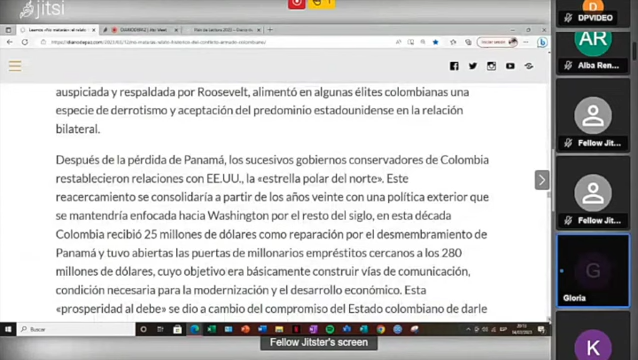 jitsi
DPVIDEO
AR
Alba Ren...
auspiciada y respaldada por Roosevelt, alimentó en algunas élites colombianas una
especie de derrotismo y aceptación del predominio estadounidense en la relación
bilateral.
Fellow Jitst...
Después de la pérdida de Panamá, los sucesivos gobiernos conservadores de Colombia
restablecieron relaciones con EE.UU., la «estrella polar del norte». Este
reacercamiento se consolidaría a partir de los años veinte con una política exterior que
se mantendría enfocada hacia Washington por el resto del siglo, en esta década
Colombia recibió 25 millones de dólares como reparación por el desmembramiento de
Panamá y tuvo abiertas las puertas de millonarios empréstitos cercanos a los 280
millones de dólares, cuyo objetivo era básicamente construir vías de comunicación,
condición necesaria para la modernización y el desarrollo económico. Esta
«prosperidad al debe» se dio a cambio del compromiso del Estado colombiano de darle
Fellow Jitst...
G
Gloria
K
Buscar
ESP
Fellow Jitster's screen